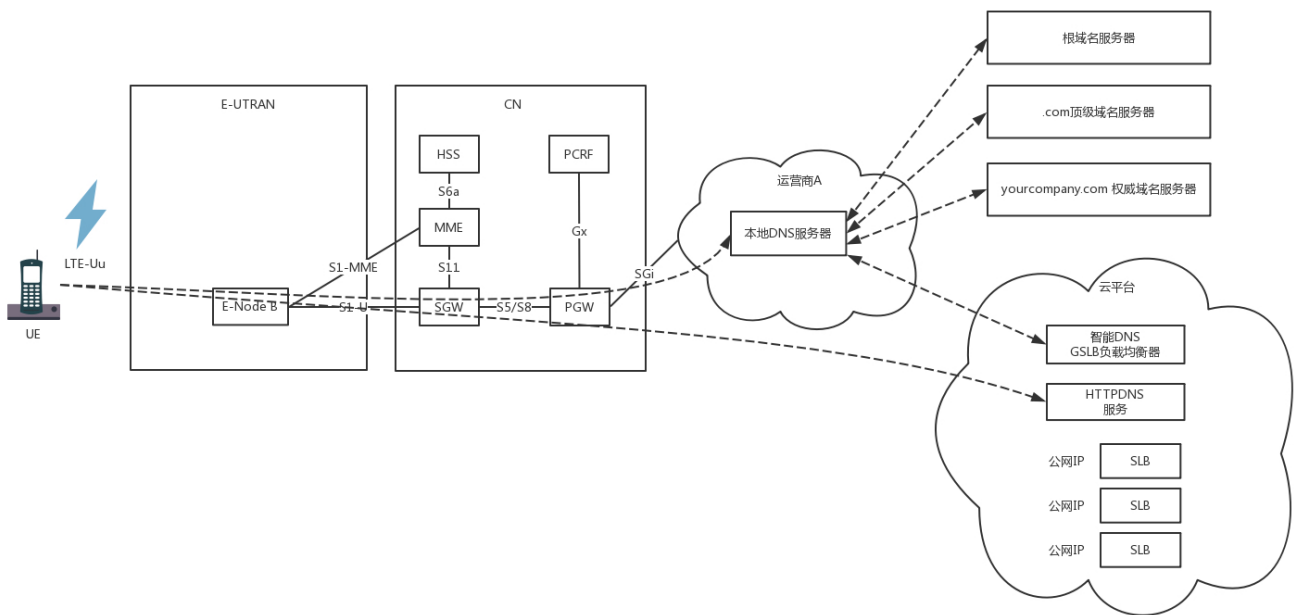 E-UTRAN
CN
HSS
PCRF
S6a
MME
Gx
S1-MME
S11
LTE-Uu
E-Node B
S1-U
SGW
S5/S8
PGW
SGi
UE
运营商A
本地DNS服务器
根域名服务器
.com顶级域名服务器
yourcompany.com 权威域名服务器
云平台
智能DNS
GSLB负载均衡器
HTTPDNS
服务
公网IP SLB
公网IP SLB
公网IP SLB